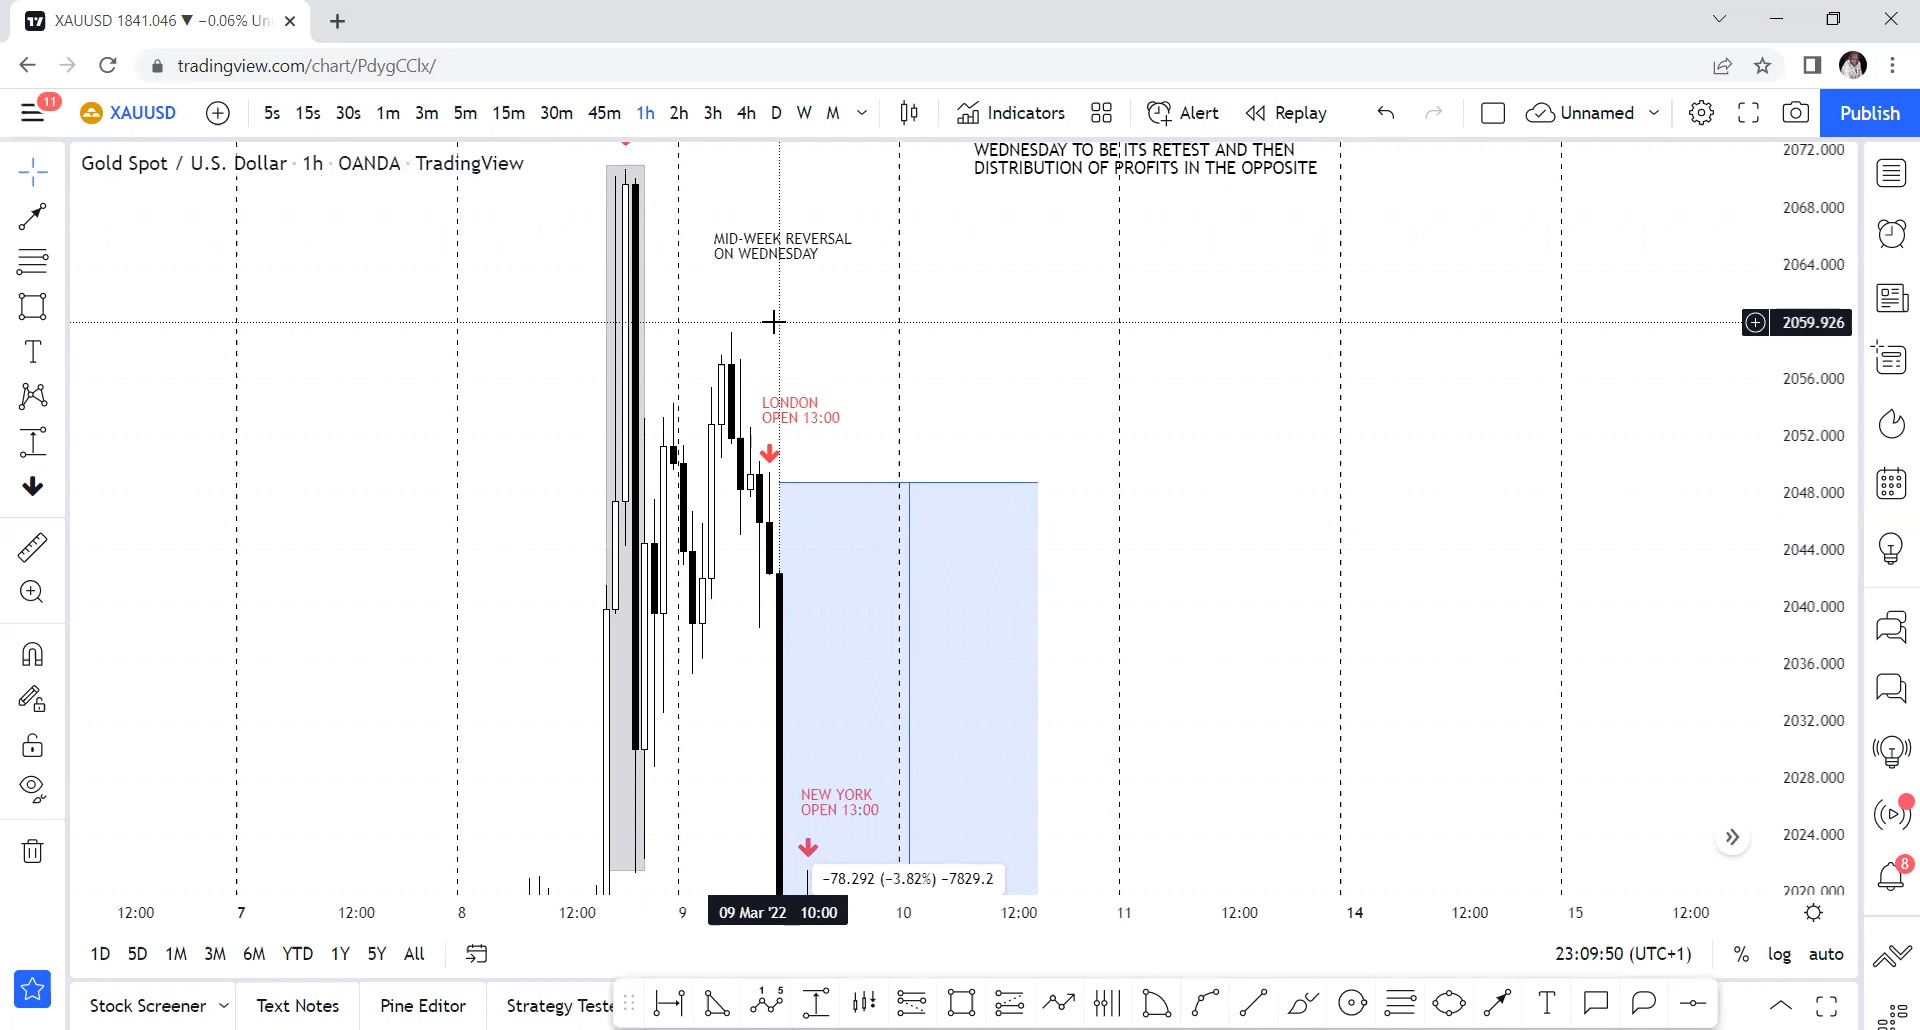 XAUUSD 1841.046 ▼ −0.06% Un
tradingview.com/chart/PdygCClx/
11
XAUUSD
5s 15s 30s 1m 3m 5m 15m 30m 45m 1h 2h 3h 4h D W M
Indicators
Alert
Replay
Unnamed
Publish
Gold Spot / U.S. Dollar · 1h · OANDA · TradingView
WEDNESDAY TO BE ITS RETEST AND THEN
DISTRIBUTION OF PROFITS IN THE OPPOSITE
MID-WEEK REVERSAL
ON WEDNESDAY
LONDON
OPEN 13:00
NEW YORK
OPEN 13:00
−78.292 (−3.82%) −7829.2
2072.000
2068.000
2064.000
2059.926
2056.000
2052.000
2048.000
2044.000
2040.000
2036.000
2032.000
2028.000
2024.000
2020.000
8
12:00 7 12:00 8 12:00 9 09 Mar '22 10:00 10 12:00 11 12:00 14 12:00 15 12:00
1D 5D 1M 3M 6M YTD 1Y 5Y All
23:09:50 (UTC+1)
% log auto
Stock Screener Text Notes Pine Editor Strategy Teste